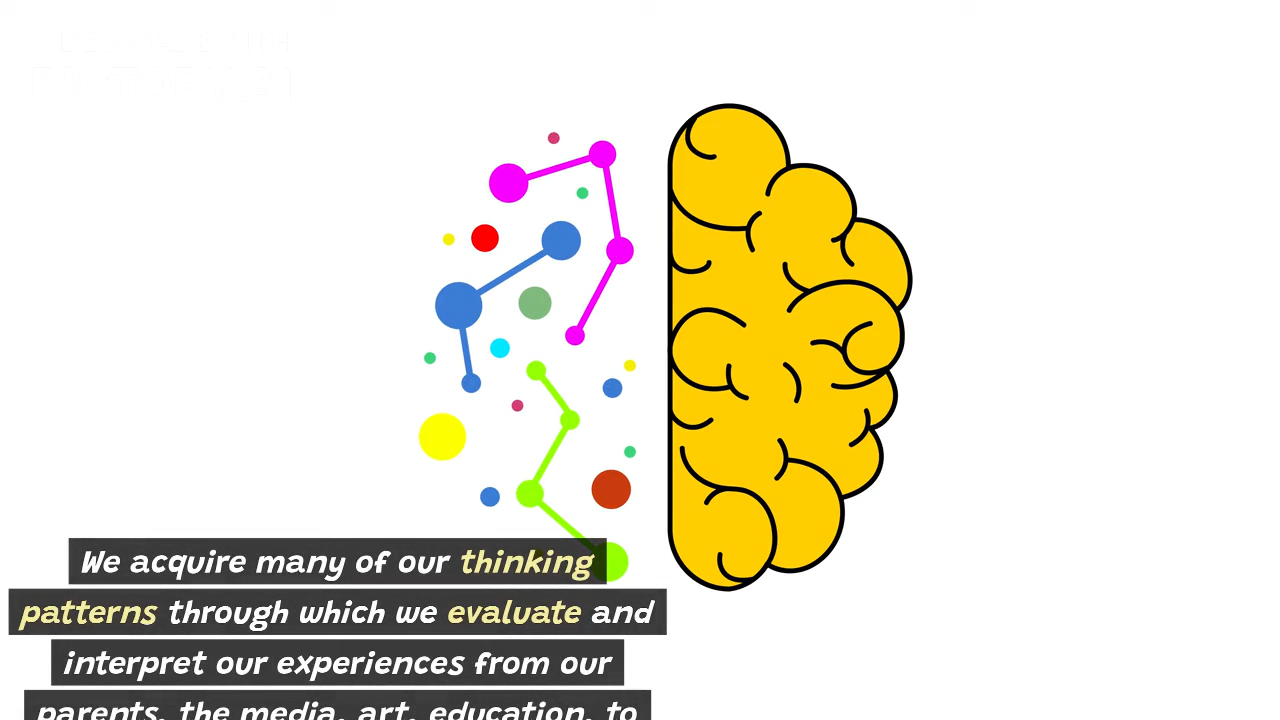 We acquire many of our thinking
patterns through which we evaluate and
interpret our experiences from our
parents, the media, art, education, to